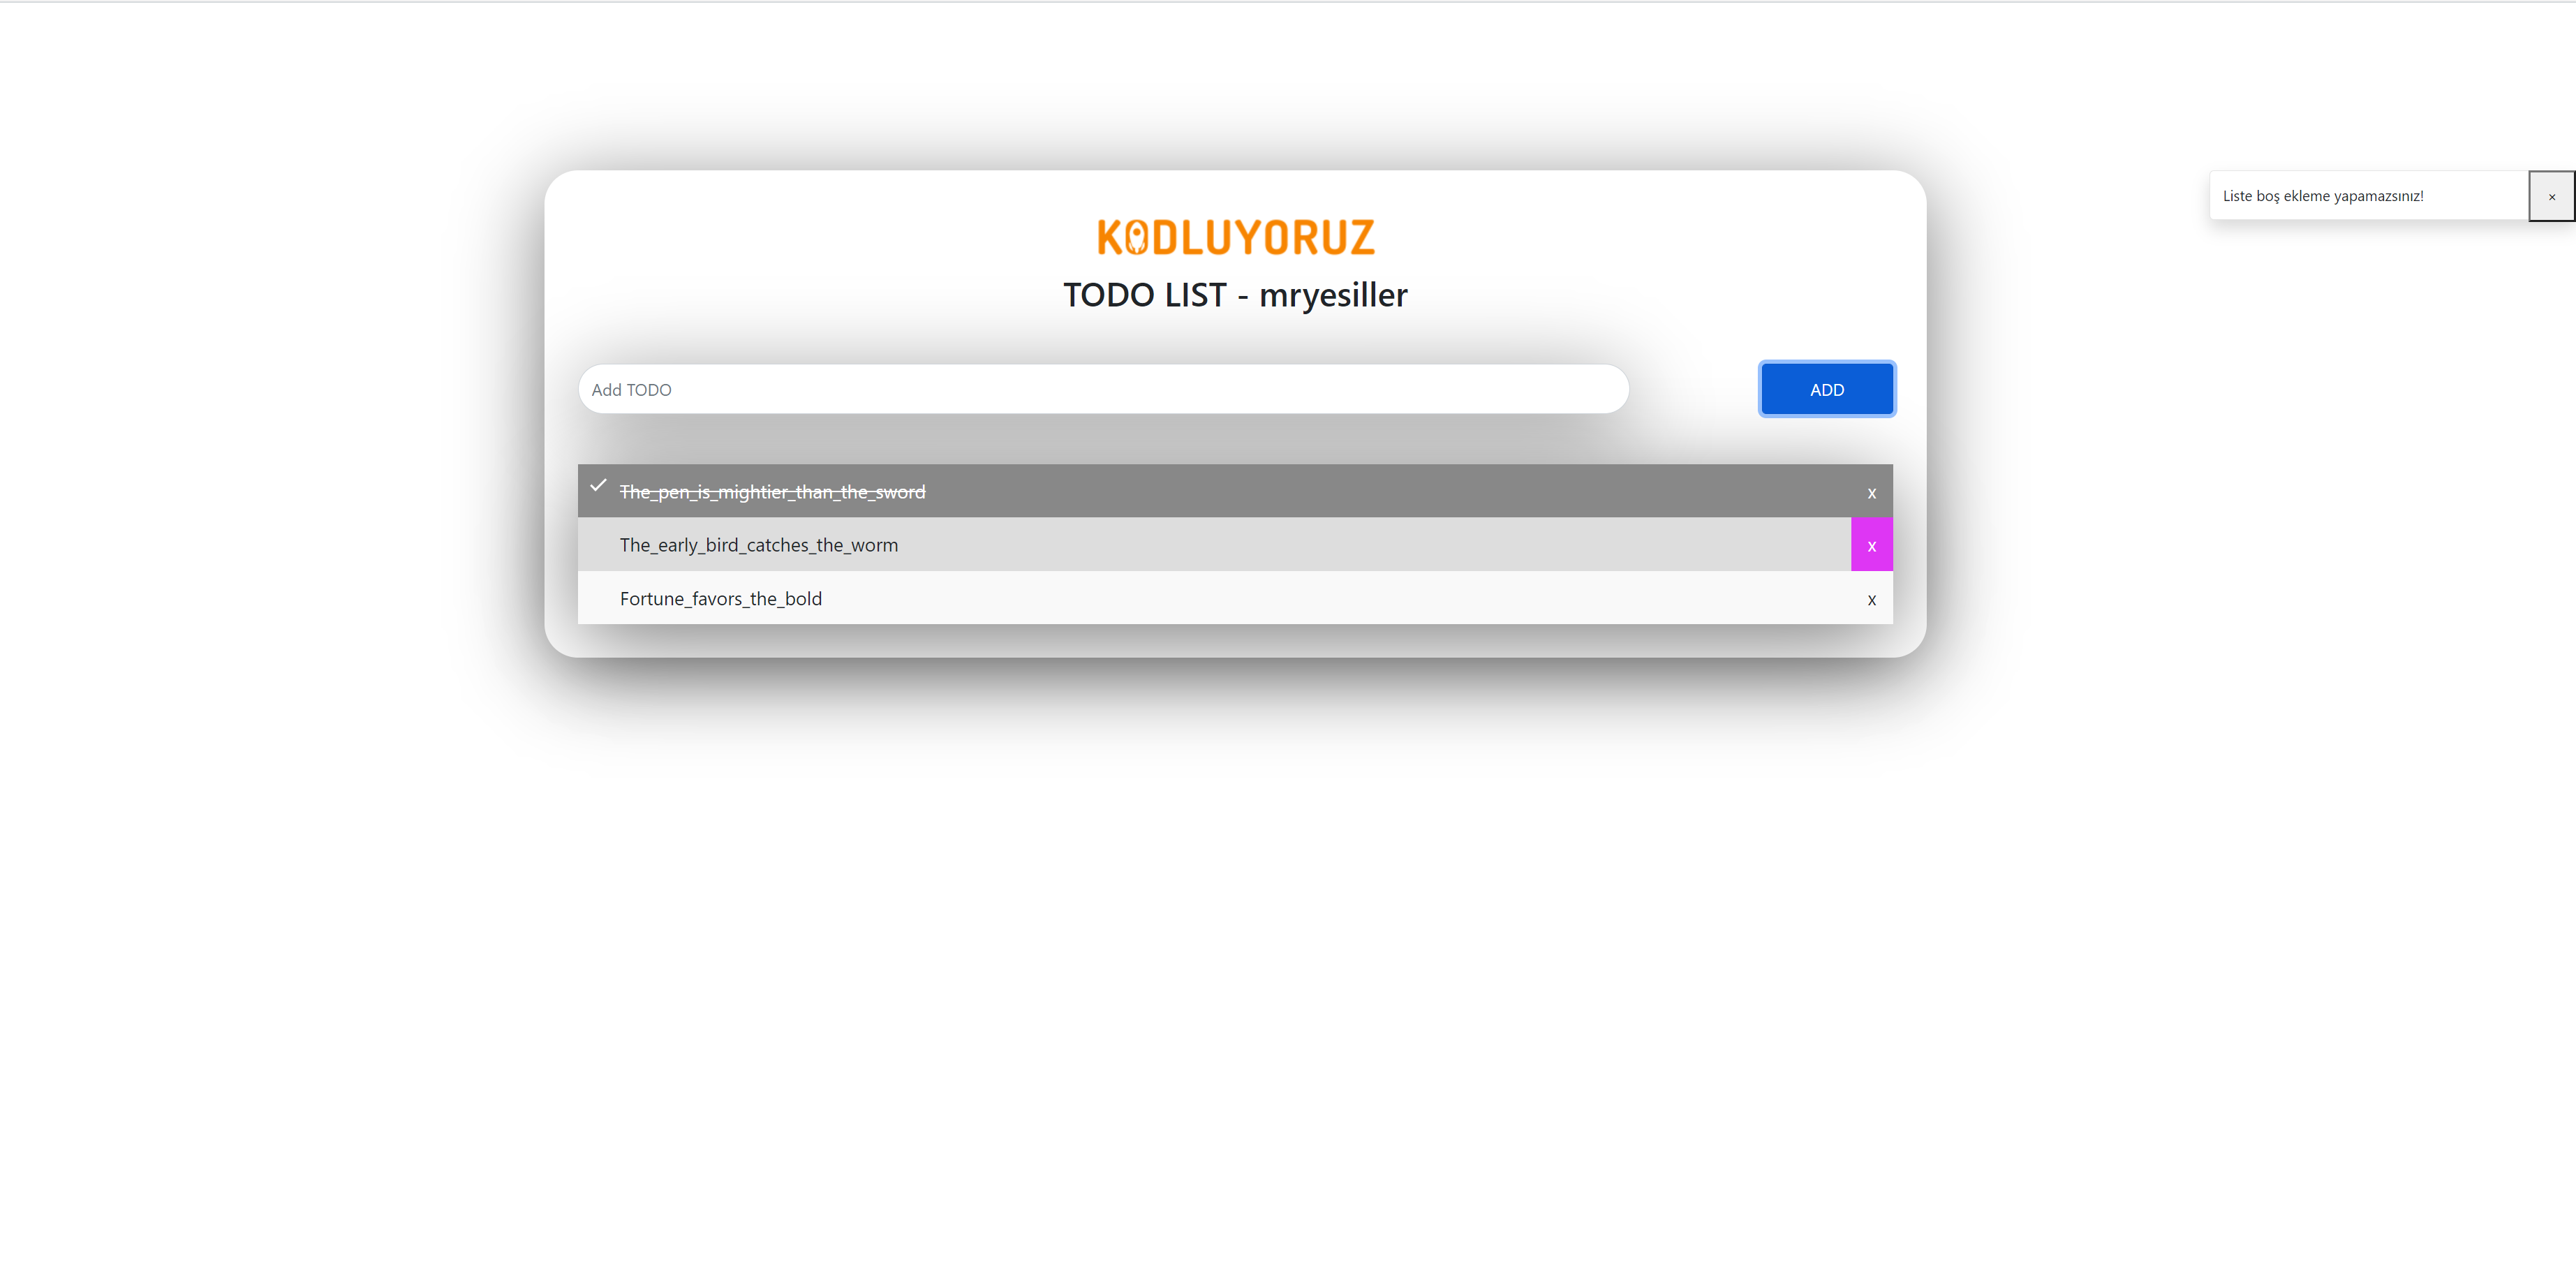 KODLUYORUZ
TODO LIST - mryesiller
Liste boş ekleme yapamazsınız! ×
Add TODO
ADD
The_pen_is_mightier_than_the_sword x
The_early_bird_catches_the_worm x
Fortune_favors_the_bold x